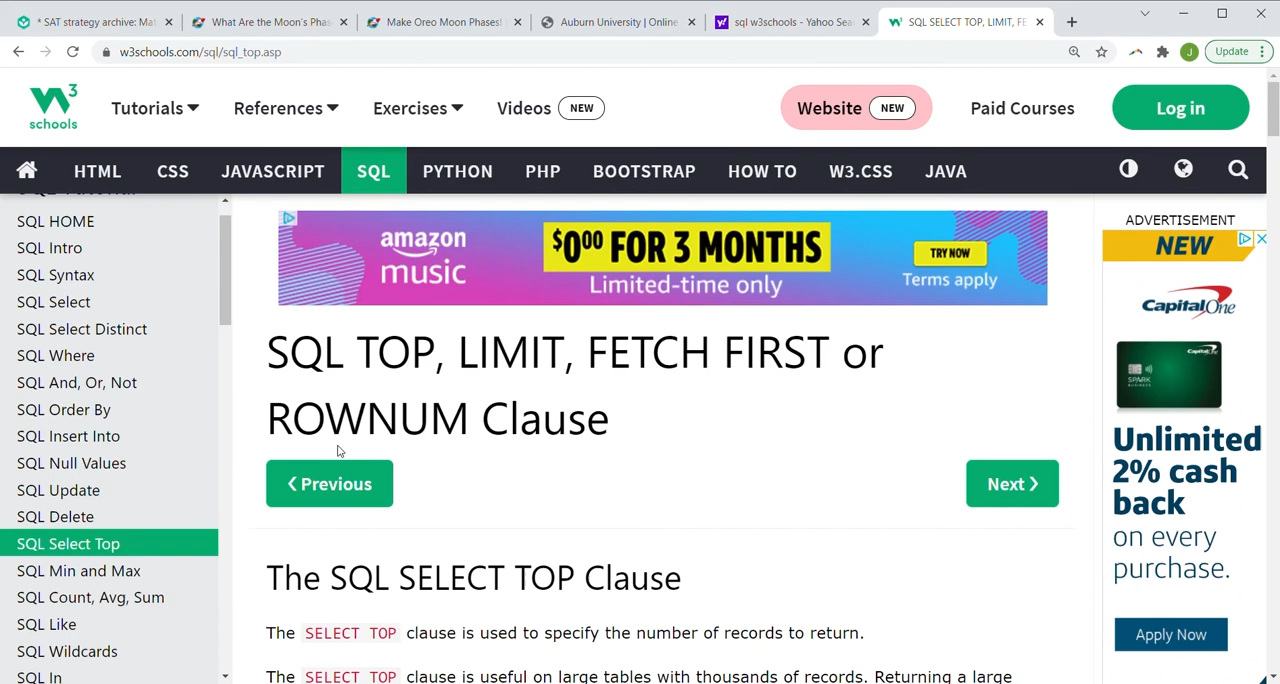 * SAT strategy archive: Mat
What Are the Moon's Phas
Make Oreo Moon Phases!
Auburn University | Online
sql w3schools - Yahoo Sea
SQL SELECT TOP, LIMIT, FE
w3schools.com/sql/sql_top.asp
J
Update
W3 schools
Tutorials
References
Exercises
Videos NEW
Website NEW
Paid Courses
Log in
HTML
CSS
JAVASCRIPT
SQL
PYTHON
PHP
BOOTSTRAP
HOW TO
W3.CSS
JAVA
SQL HOME
SQL Intro
SQL Syntax
SQL Select
SQL Select Distinct
SQL Where
SQL And, Or, Not
SQL Order By
SQL Insert Into
SQL Null Values
SQL Update
SQL Delete
SQL Select Top
SQL Min and Max
SQL Count, Avg, Sum
SQL Like
SQL Wildcards
SQL In
amazon music
$0.00 FOR 3 MONTHS
Limited-time only
TRY NOW
Terms apply
SQL TOP, LIMIT, FETCH FIRST or
ROWNUM Clause
❮ Previous
Next ❯
The SQL SELECT TOP Clause
The SELECT TOP clause is used to specify the number of records to return.
The SELECT TOP clause is useful on large tables with thousands of records. Returning a large
ADVERTISEMENT
NEW
Capital One
Capital One
SPARK
BUSINESS
Unlimited
2% cash
back
on every
purchase.
Apply Now